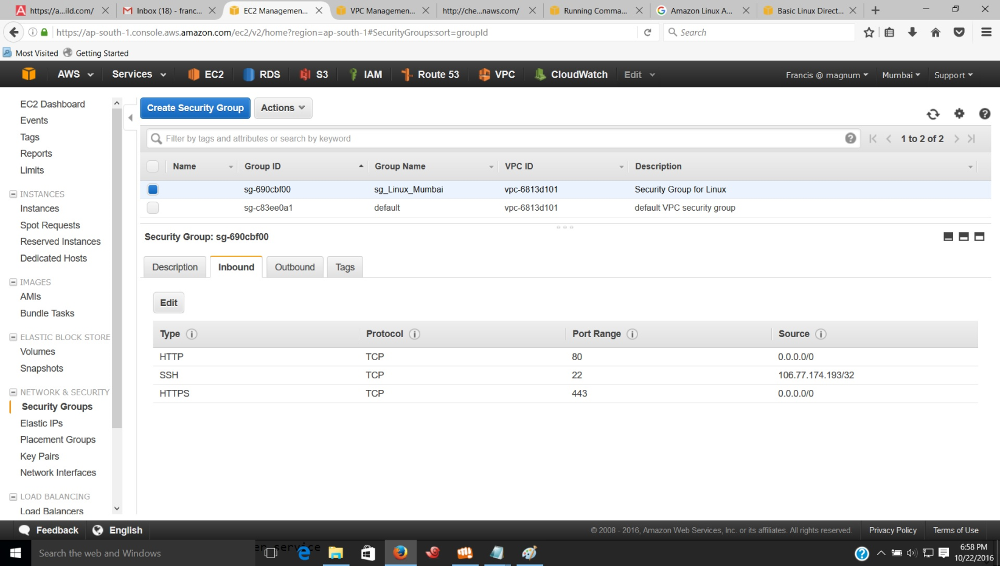 https://a...ild.com/
Inbox (18) - franc...
EC2 Managemen...
VPC Managemen...
http://che...naws.com/
Running Comma...
Amazon Linux A...
Basic Linux Direct...
https://ap-south-1.console.aws.amazon.com/ec2/v2/home?region=ap-south-1#SecurityGroups:sort=groupId
Search
Most Visited
Getting Started
AWS
Services
EC2
RDS
S3
IAM
Route 53
VPC
CloudWatch
Edit
Francis @ magnum
Mumbai
Support
EC2 Dashboard
Events
Tags
Reports
Limits
INSTANCES
Instances
Spot Requests
Reserved Instances
Dedicated Hosts
IMAGES
AMIs
Bundle Tasks
ELASTIC BLOCK STORE
Volumes
Snapshots
NETWORK & SECURITY
Security Groups
Elastic IPs
Placement Groups
Key Pairs
Network Interfaces
LOAD BALANCING
Load Balancers
Create Security Group
Actions
Filter by tags and attributes or search by keyword
1 to 2 of 2
Name Group ID Group Name VPC ID Description
sg-690cbf00 sg_Linux_Mumbai vpc-6813d101 Security Group for Linux
sg-c83ee0a1 default vpc-6813d101 default VPC security group
Security Group: sg-690cbf00
Description
Inbound
Outbound
Tags
Edit
Type Protocol Port Range Source
HTTP TCP 80 0.0.0.0/0
SSH TCP 22 106.77.174.193/32
HTTPS TCP 443 0.0.0.0/0
Feedback
English
© 2008 - 2016, Amazon Web Services, Inc. or its affiliates. All rights reserved.
Privacy Policy
Terms of Use
Search the web and Windows
6:58 PM
10/22/2016